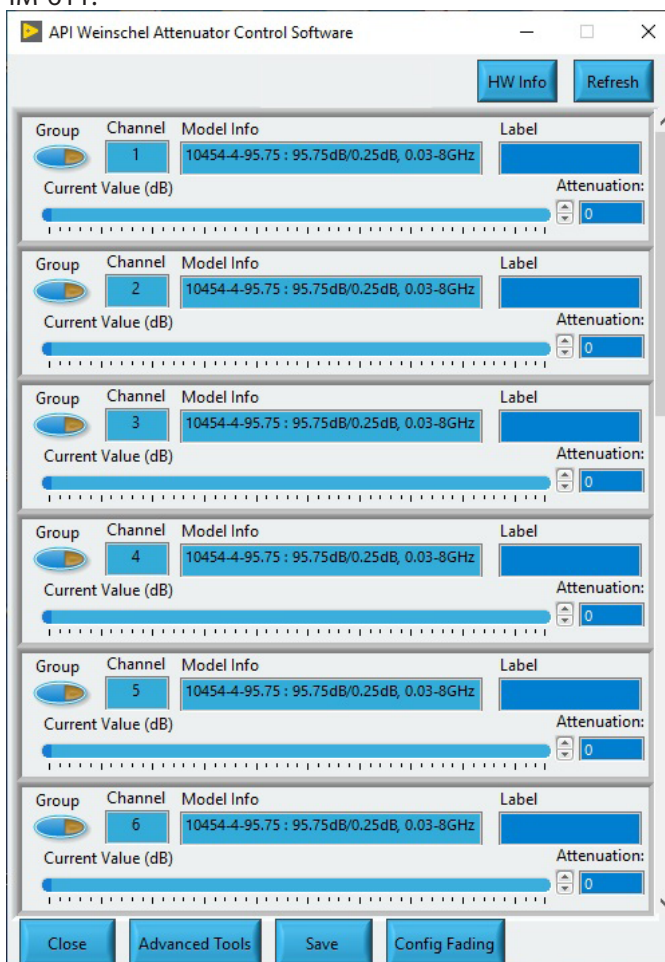 API Weinschel Attenuator Control Software
HW Info Refresh
Group Channel Model Info Label
1 10454-4-95.75 : 95.75dB/0.25dB, 0.03-8GHz
Current Value (dB) Attenuation:
0
Group Channel Model Info Label
2 10454-4-95.75 : 95.75dB/0.25dB, 0.03-8GHz
Current Value (dB) Attenuation:
0
Group Channel Model Info Label
3 10454-4-95.75 : 95.75dB/0.25dB, 0.03-8GHz
Current Value (dB) Attenuation:
0
Group Channel Model Info Label
4 10454-4-95.75 : 95.75dB/0.25dB, 0.03-8GHz
Current Value (dB) Attenuation:
0
Group Channel Model Info Label
5 10454-4-95.75 : 95.75dB/0.25dB, 0.03-8GHz
Current Value (dB) Attenuation:
0
Group Channel Model Info Label
6 10454-4-95.75 : 95.75dB/0.25dB, 0.03-8GHz
Current Value (dB) Attenuation:
0
Close Advanced Tools Save Config Fading